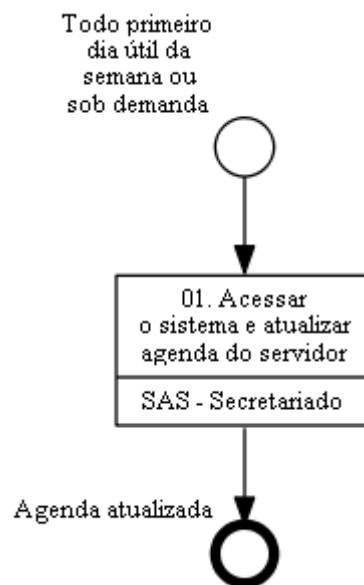 Todo primeiro
dia útil da
semana ou
sob demanda
01. Acessar
o sistema e atualizar
agenda do servidor
SAS - Secretariado
Agenda atualizada